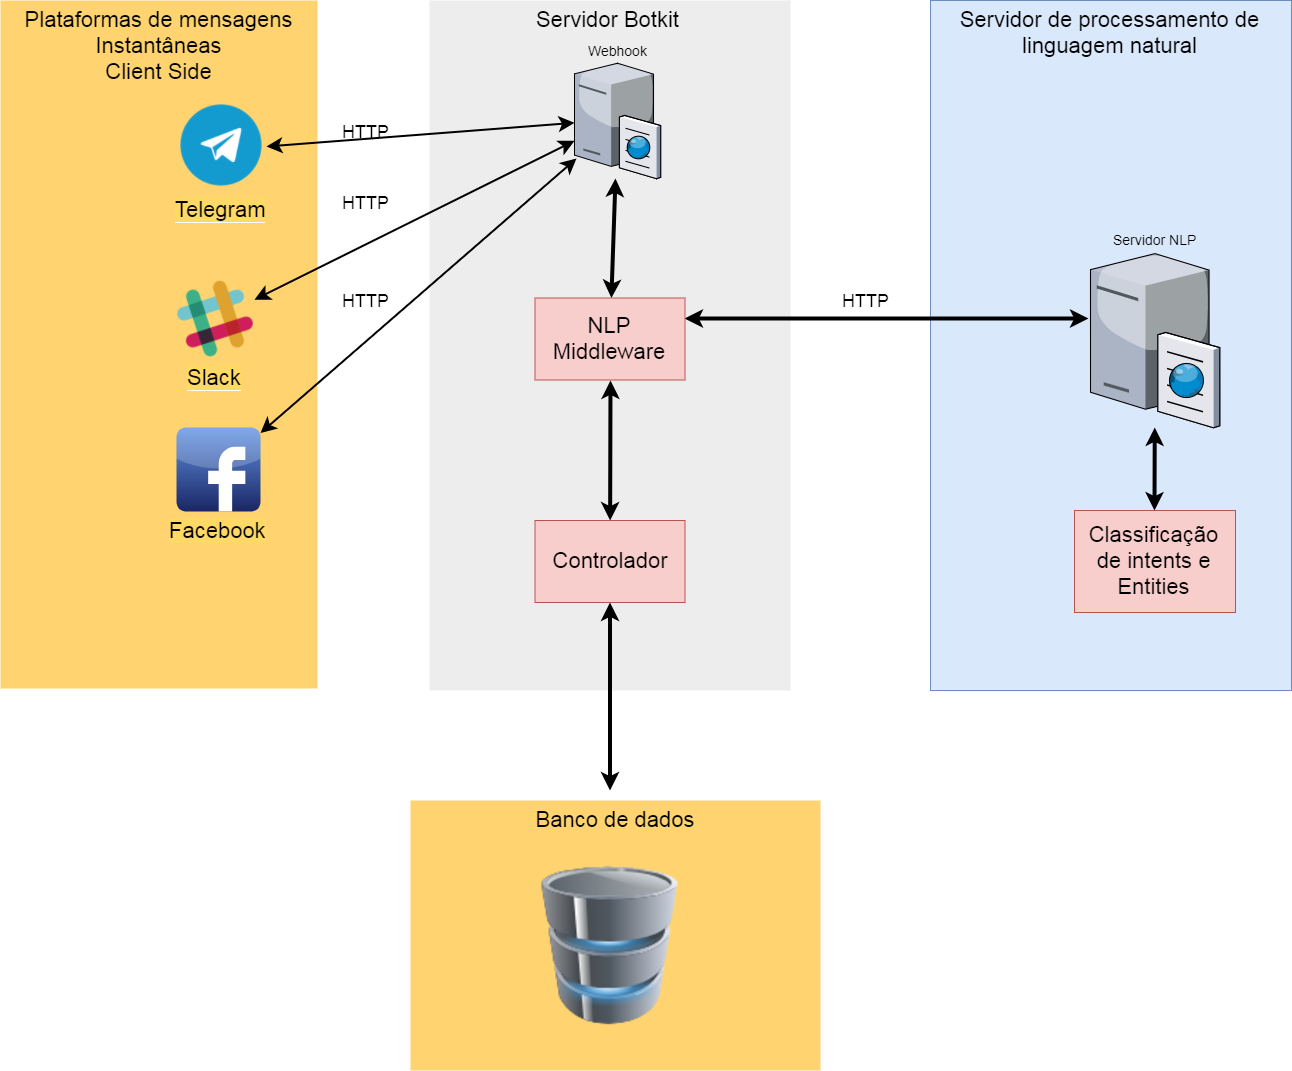 Plataformas de mensagens
Instantâneas
Client Side
Telegram
Slack
Facebook
HTTP
HTTP
HTTP
Servidor Botkit
Webhook
NLP
Middleware
Controlador
HTTP
Servidor de processamento de
linguagem natural
Servidor NLP
Classificação
de intents e
Entities
Banco de dados